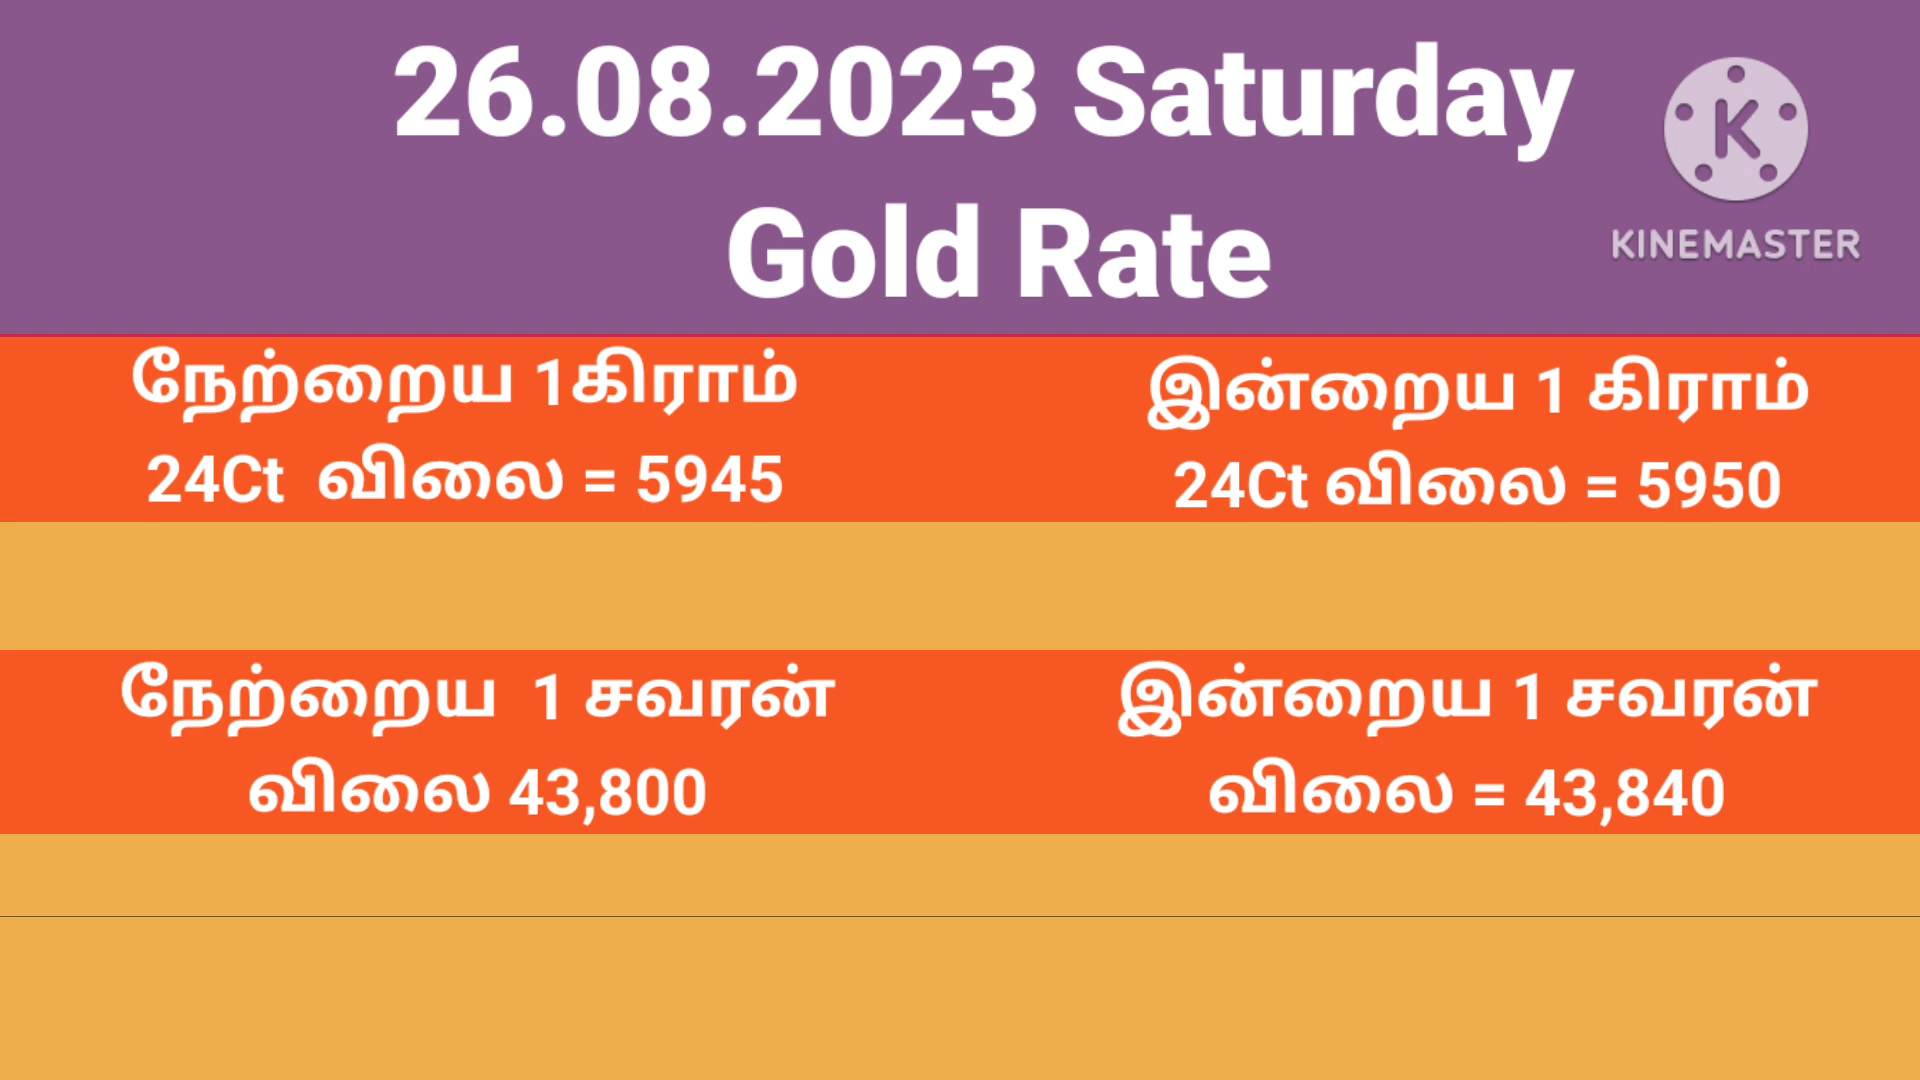 26.08.2023 Saturday
Gold Rate
KINEMASTER
நேற்றைய 1கிராம்
24Ct விலை = 5945
இன்றைய 1 கிராம்
24Ct விலை = 5950
நேற்றைய 1 சவரன்
விலை 43,800
இன்றைய 1 சவரன்
விலை = 43,840